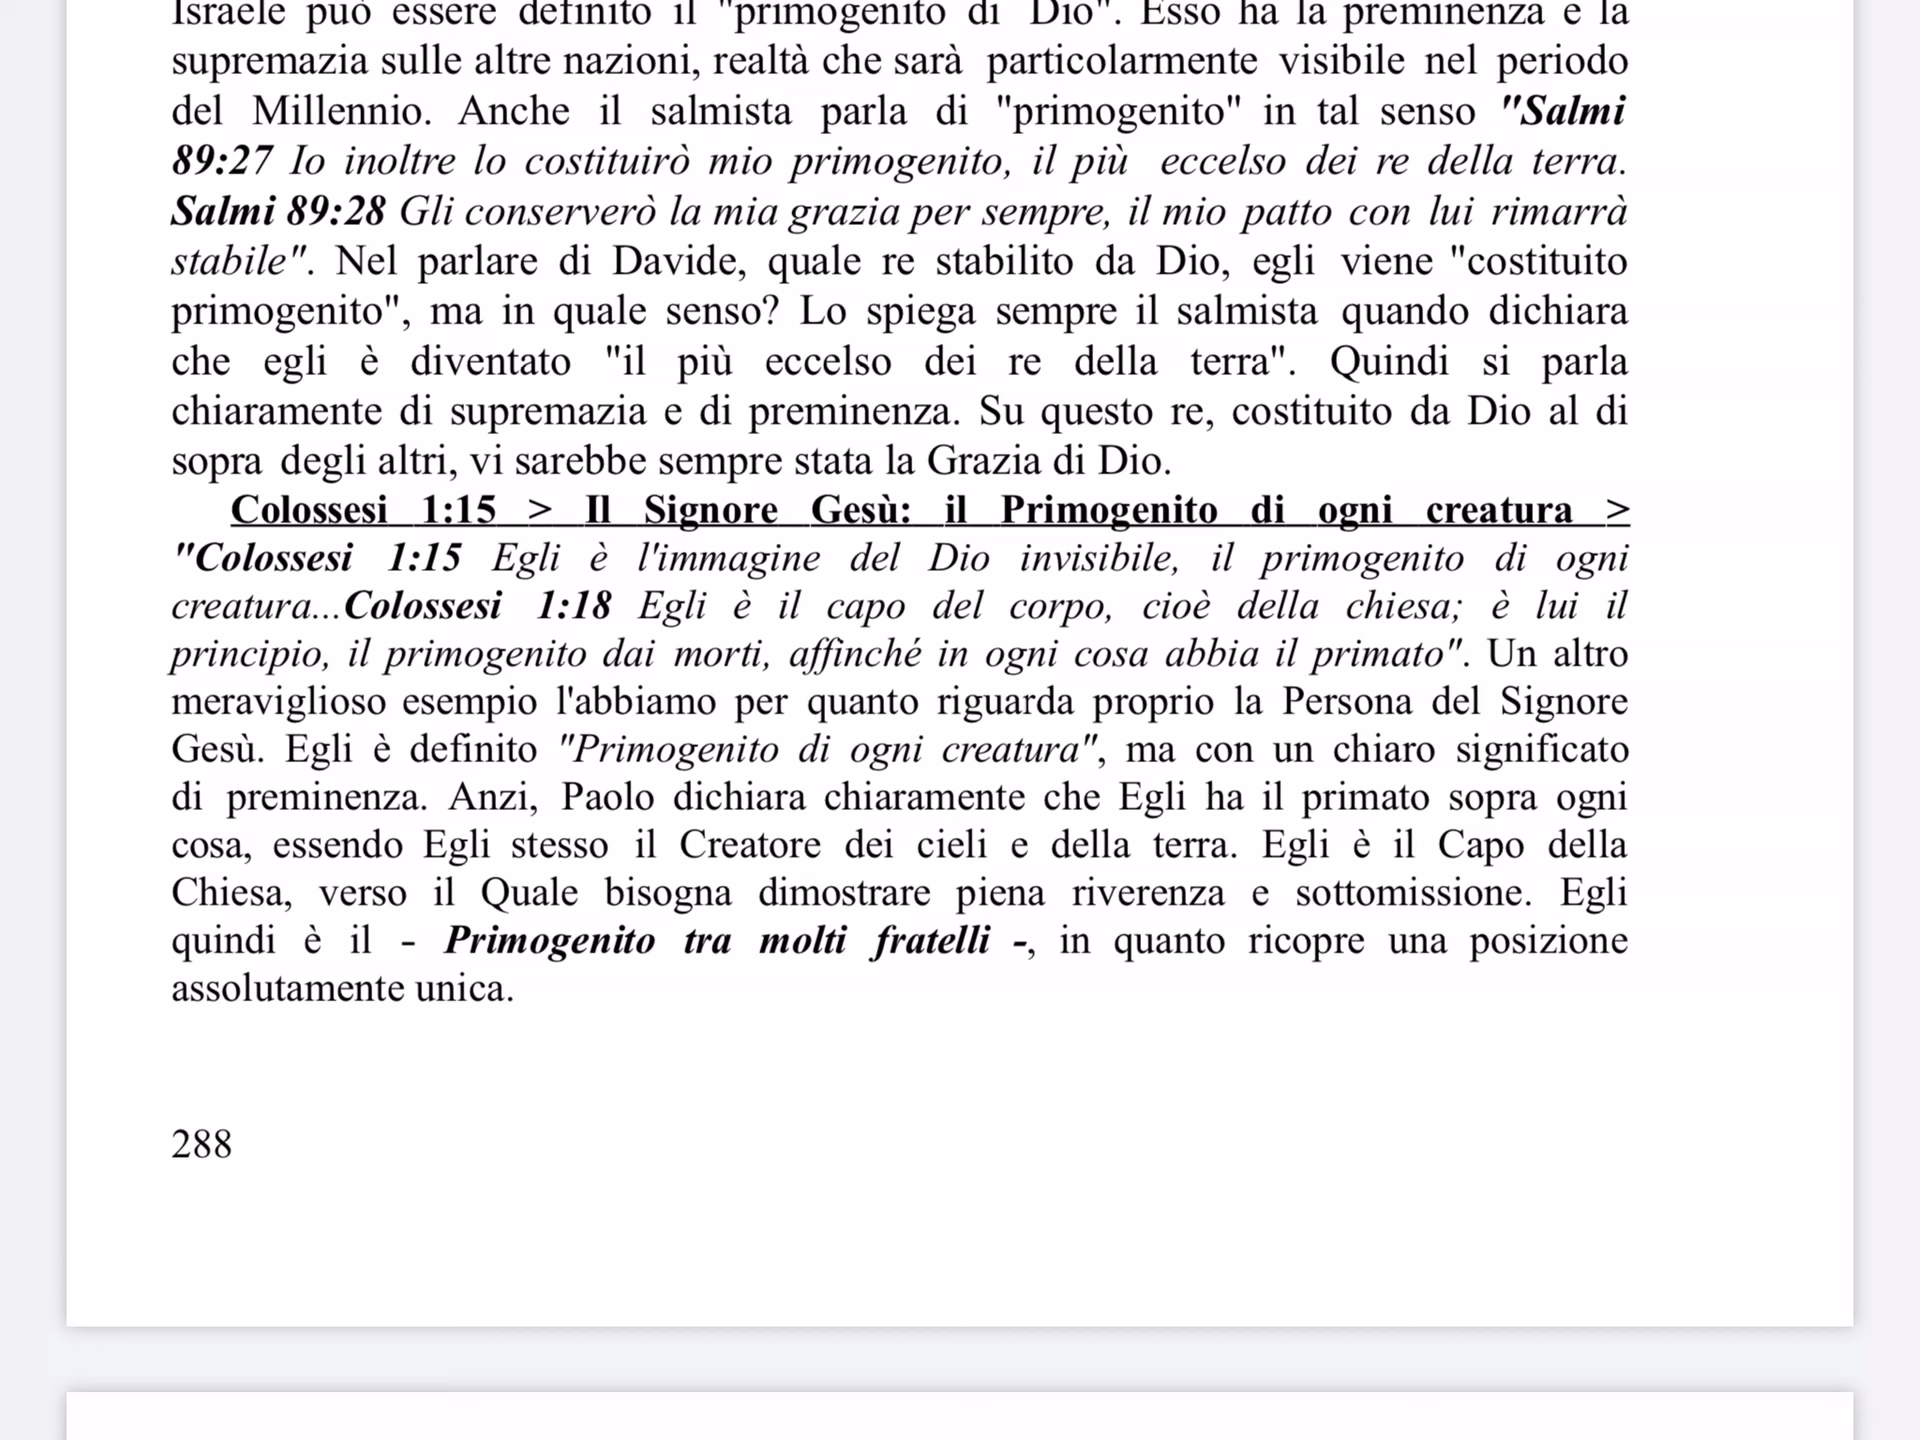 Israele può essere definito il "primogenito di Dio". Esso ha la preminenza e la
supremazia sulle altre nazioni, realtà che sarà particolarmente visibile nel periodo
del Millennio. Anche il salmista parla di "primogenito" in tal senso "Salmi
89:27 Io inoltre lo costituirò mio primogenito, il più eccelso dei re della terra.
Salmi 89:28 Gli conserverò la mia grazia per sempre, il mio patto con lui rimarrà
stabile". Nel parlare di Davide, quale re stabilito da Dio, egli viene "costituito
primogenito", ma in quale senso? Lo spiega sempre il salmista quando dichiara
che egli è diventato "il più eccelso dei re della terra". Quindi si parla
chiaramente di supremazia e di preminenza. Su questo re, costituito da Dio al di
sopra degli altri, vi sarebbe sempre stata la Grazia di Dio.
Colossesi 1:15 > Il Signore Gesù: il Primogenito di ogni creatura >
"Colossesi 1:15 Egli è l'immagine del Dio invisibile, il primogenito di ogni
creatura...Colossesi 1:18 Egli è il capo del corpo, cioè della chiesa; è lui il
principio, il primogenito dai morti, affinché in ogni cosa abbia il primato". Un altro
meraviglioso esempio l'abbiamo per quanto riguarda proprio la Persona del Signore
Gesù. Egli è definito "Primogenito di ogni creatura", ma con un chiaro significato
di preminenza. Anzi, Paolo dichiara chiaramente che Egli ha il primato sopra ogni
cosa, essendo Egli stesso il Creatore dei cieli e della terra. Egli è il Capo della
Chiesa, verso il Quale bisogna dimostrare piena riverenza e sottomissione. Egli
quindi è il - Primogenito tra molti fratelli -, in quanto ricopre una posizione
assolutamente unica.
288